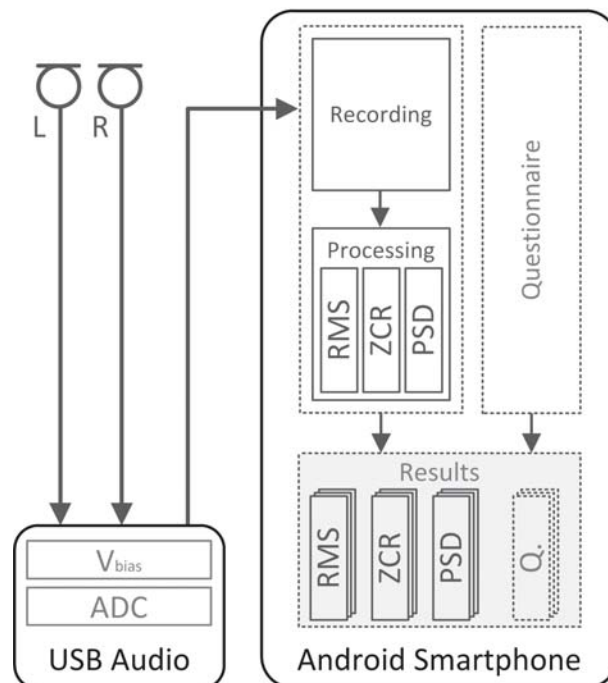 L
R
Recording
Processing
RMS
ZCR
PSD
Questionnaire
Results
RMS
ZCR
PSD
Q.
Vbias
ADC
USB Audio
Android Smartphone